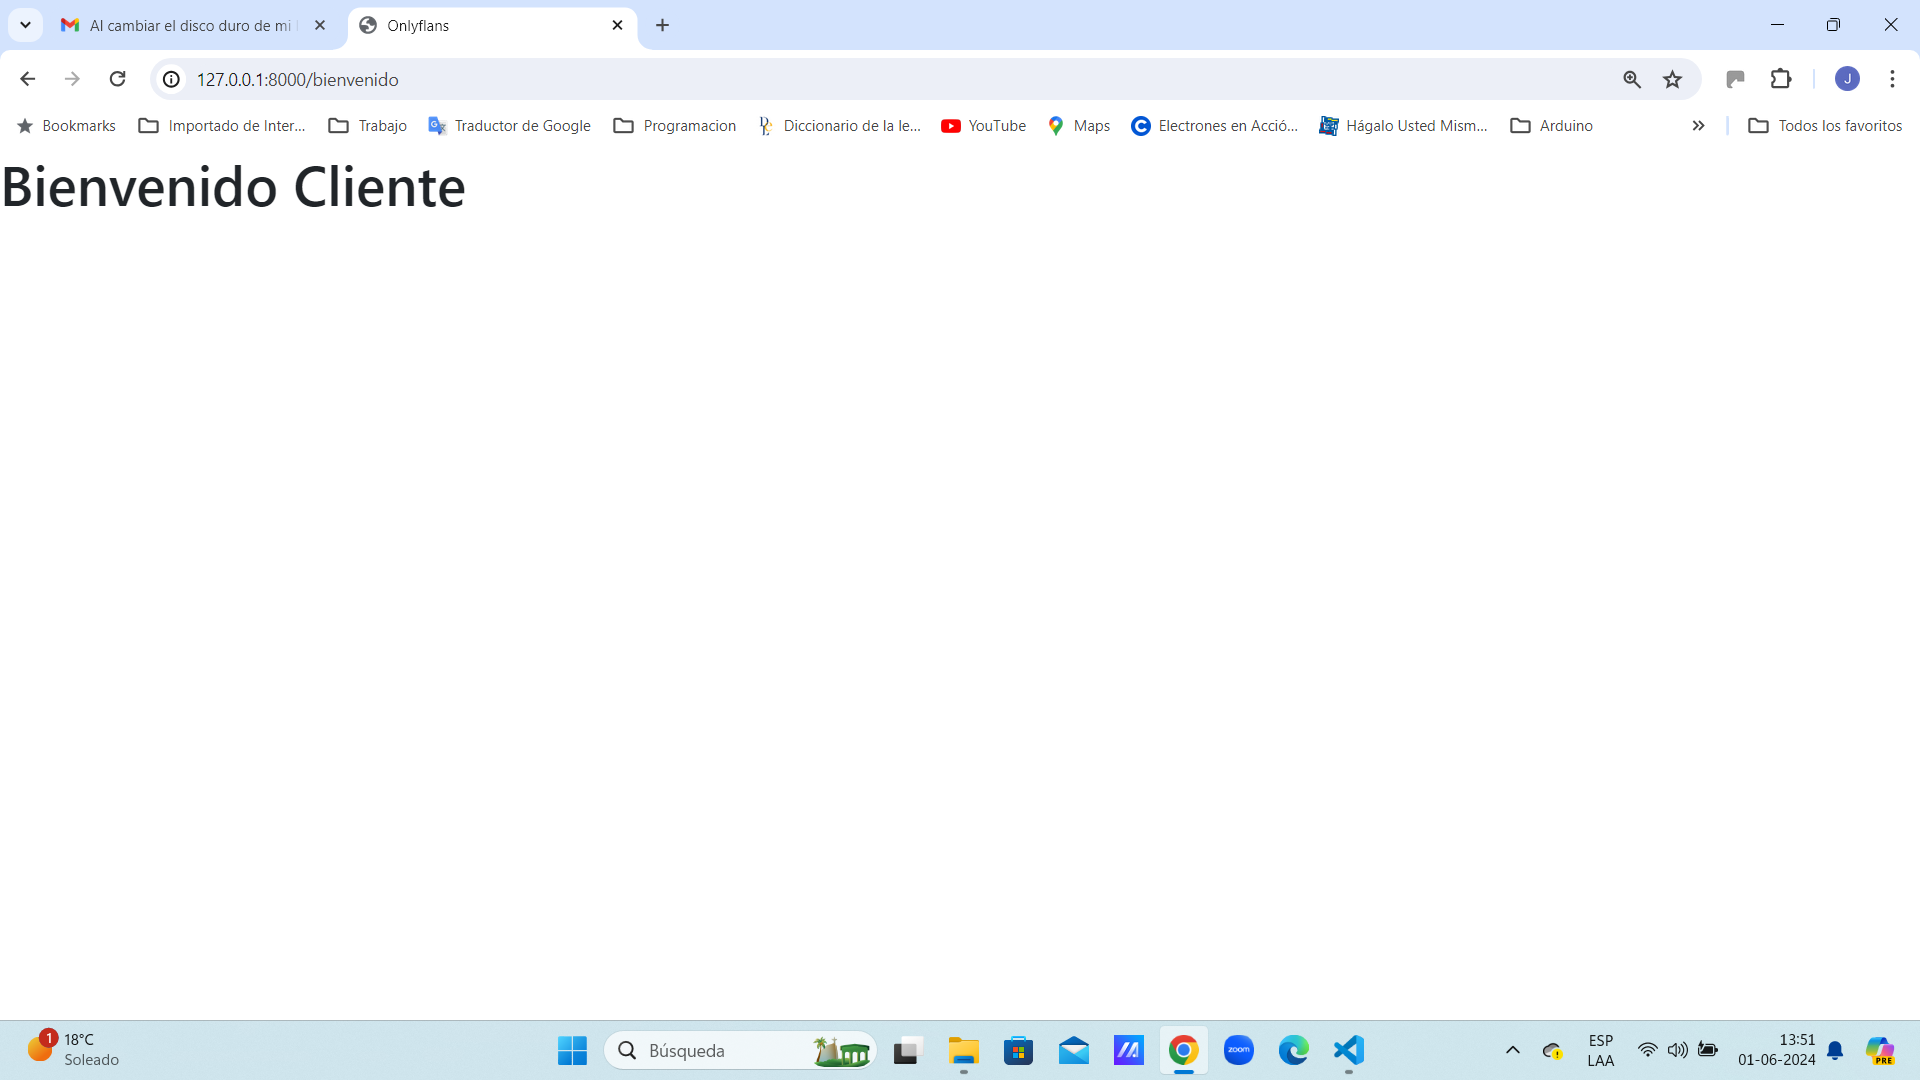 Al cambiar el disco duro de mi
Onlyflans
127.0.0.1:8000/bienvenido
J
Bookmarks
Importado de Inter...
Trabajo
Traductor de Google
Programacion
Diccionario de la le...
YouTube
Maps
Electrones en Acció...
Hágalo Usted Mism...
Arduino
Todos los favoritos
Bienvenido Cliente
1
18°C
Soleado
Búsqueda
zoom
ESP
LAA
13:51
01-06-2024
PRE